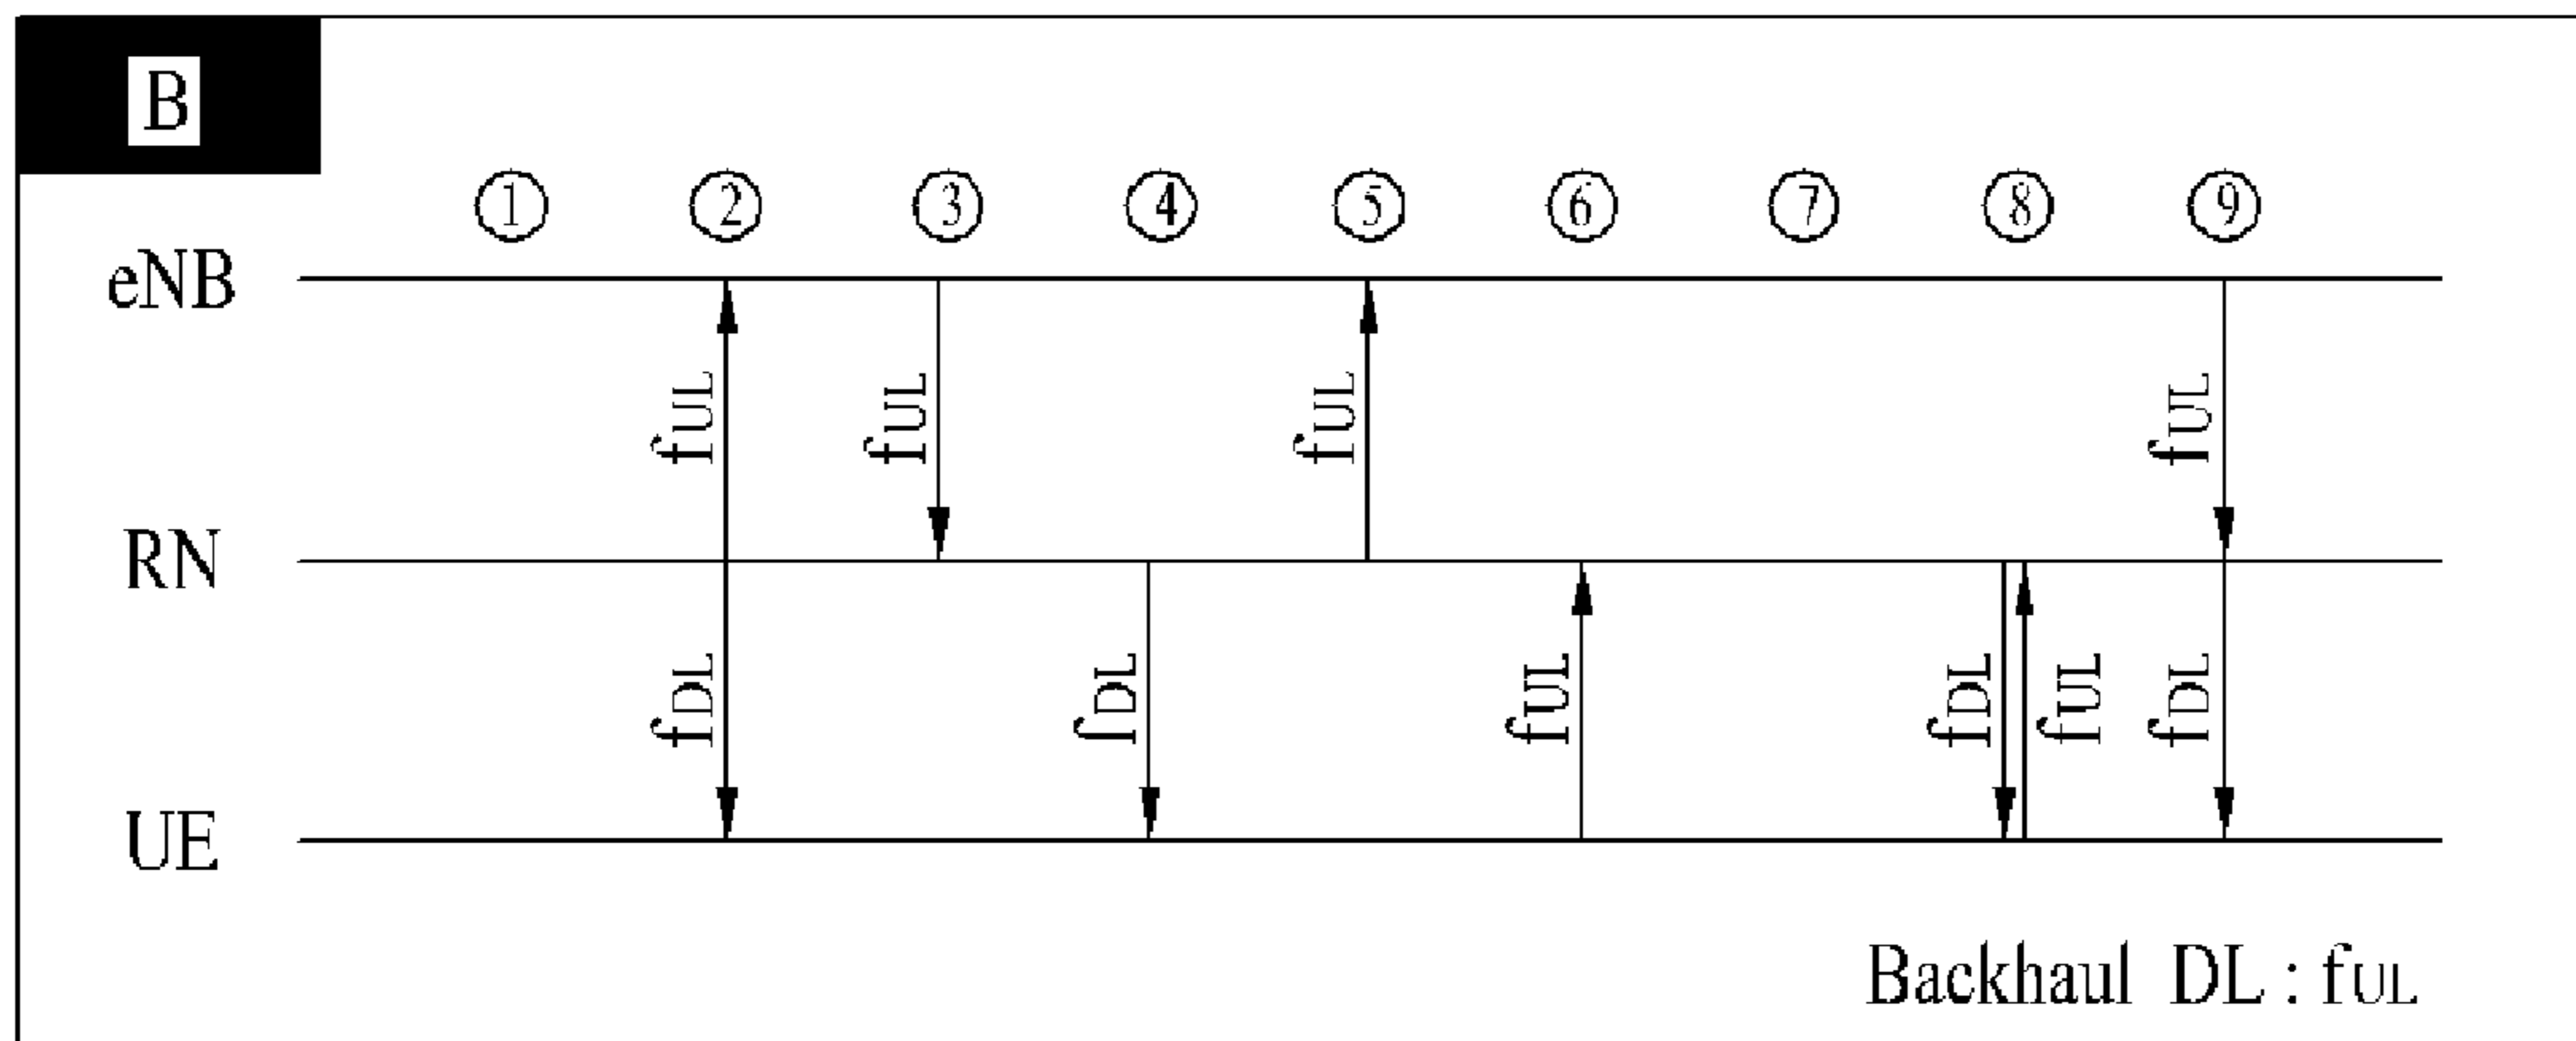 B
① ② ③ ④ ⑤ ⑥ ⑦ ⑧ ⑨
eNB
fUL fUL fUL fUL
RN
fDL fDL fUL fDL fUL fDL
UE
Backhaul DL : fUL